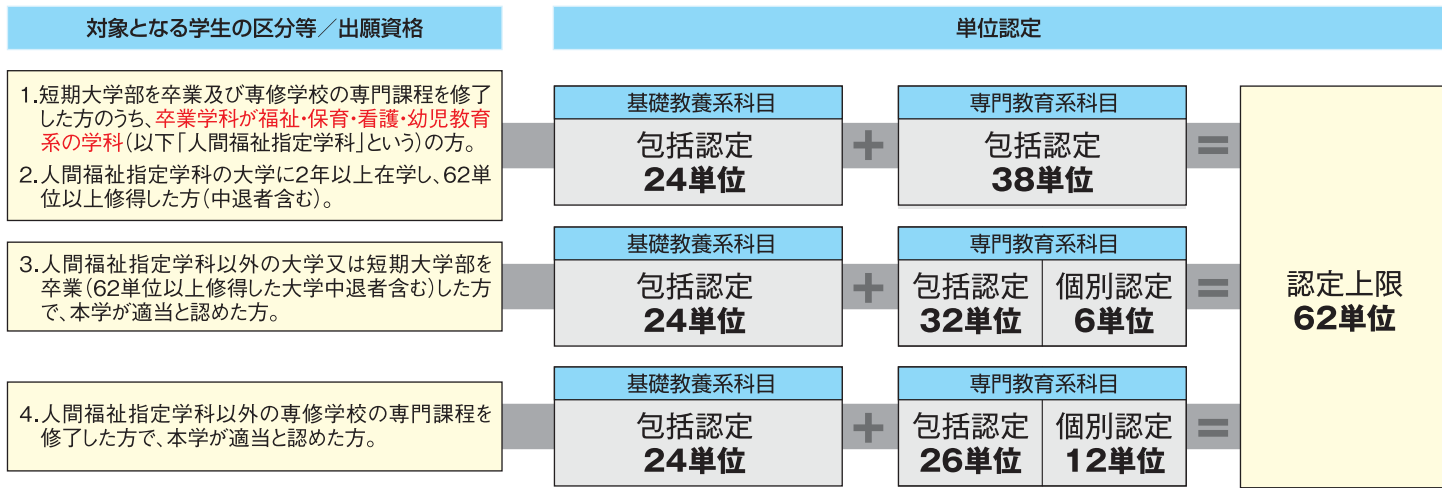 対象となる学生の区分等／出願資格
単位認定
1.短期大学部を卒業及び専修学校の専門課程を修了
した方のうち、卒業学科が福祉・保育・看護・幼児教育
系の学科(以下「人間福祉指定学科」という)の方。
2.人間福祉指定学科の大学に2年以上在学し、62単
位以上修得した方(中退者含む)。
基礎教養系科目
包括認定
24単位
+
専門教育系科目
包括認定
38単位
=
3.人間福祉指定学科以外の大学又は短期大学部を
卒業(62単位以上修得した大学中退者含む)した方
で、本学が適当と認めた方。
基礎教養系科目
包括認定
24単位
+
専門教育系科目
包括認定 個別認定
32単位 6単位
=
4.人間福祉指定学科以外の専修学校の専門課程を
修了した方で、本学が適当と認めた方。
基礎教養系科目
包括認定
24単位
+
専門教育系科目
包括認定 個別認定
26単位 12単位
=
認定上限
62単位